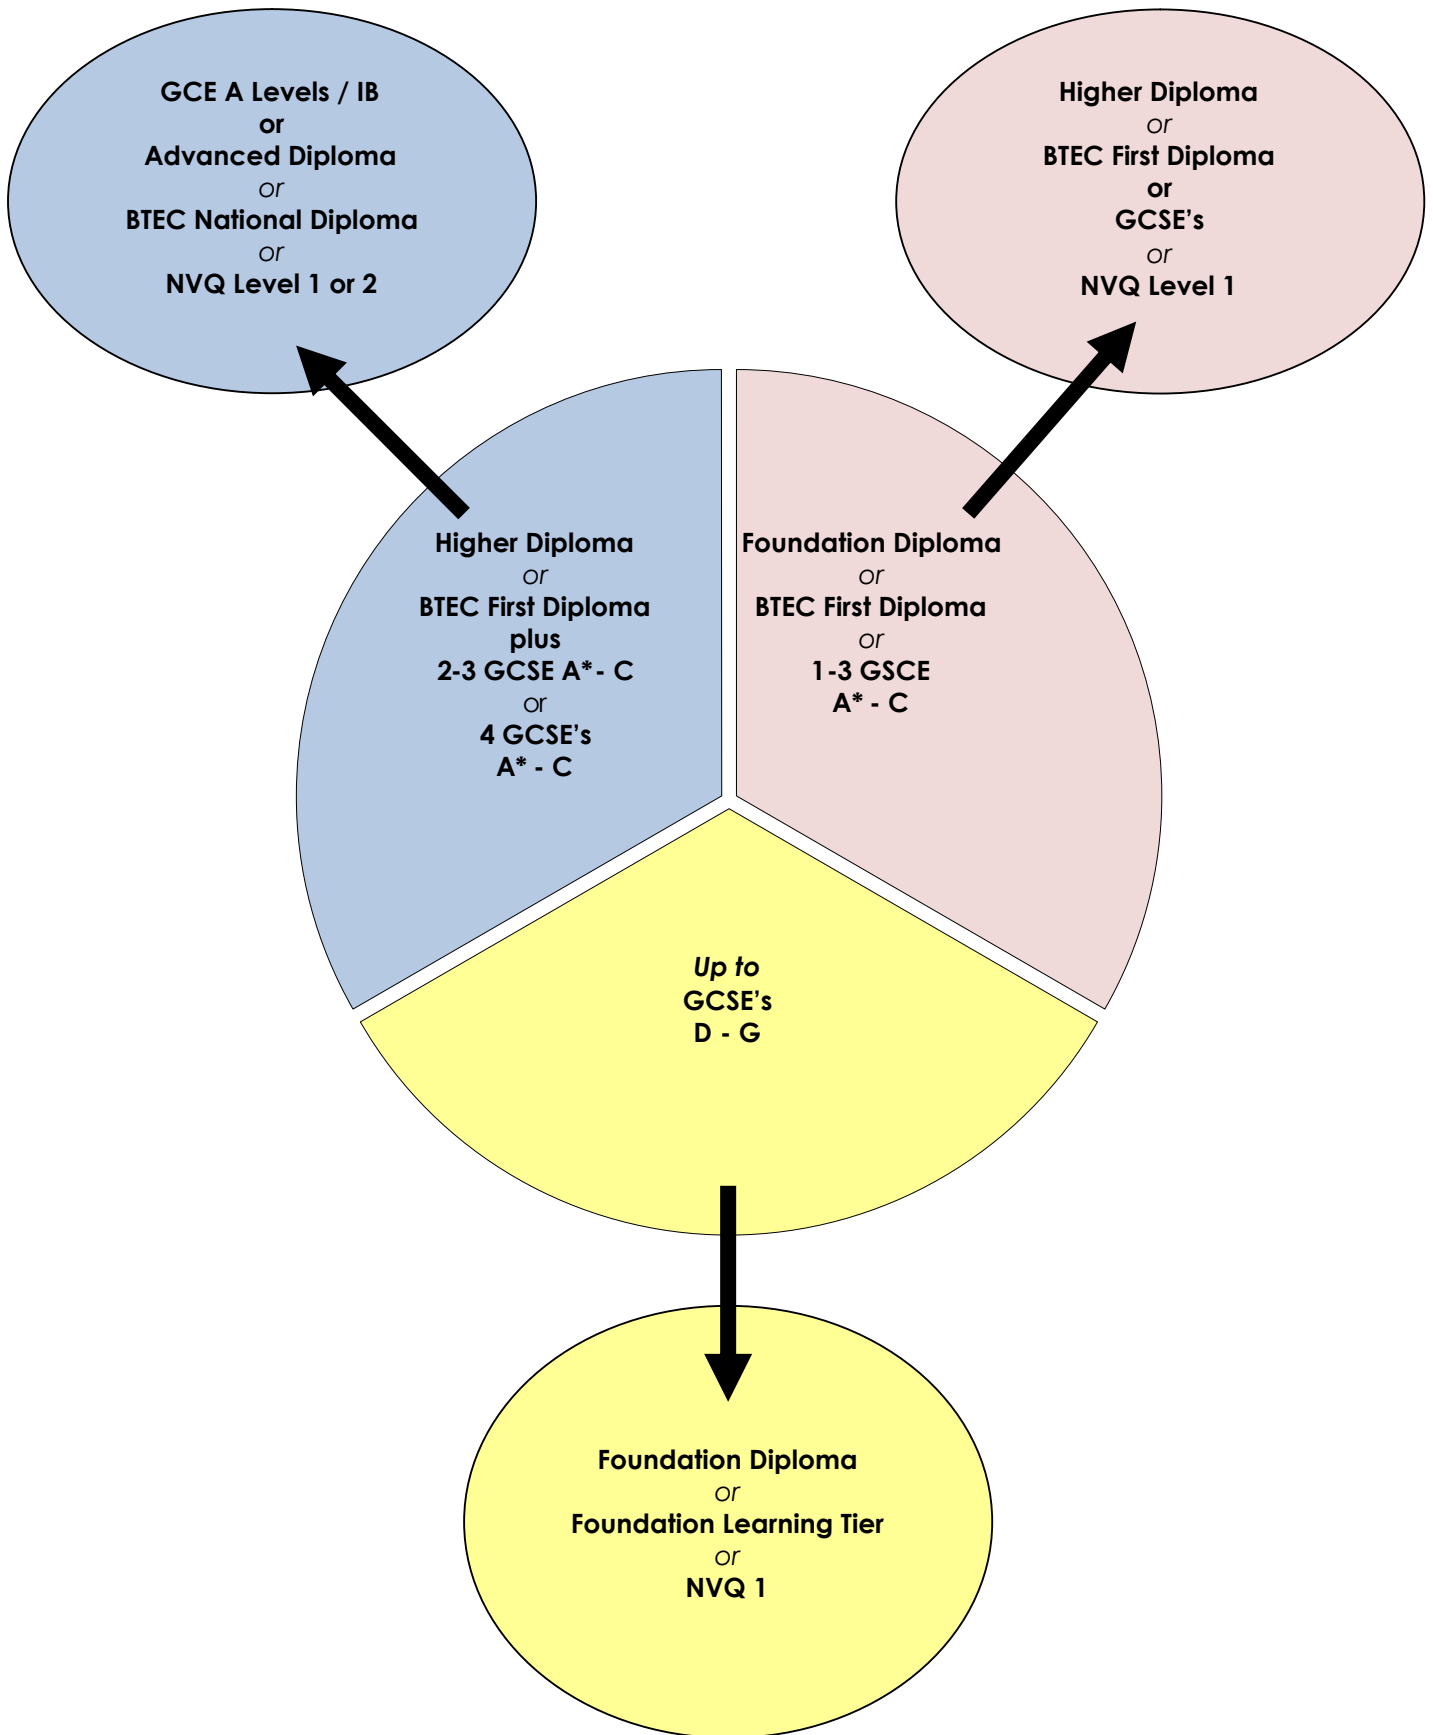 GCE A Levels / IB
or
Advanced Diploma
or
BTEC National Diploma
or
NVQ Level 1 or 2
Higher Diploma
or
BTEC First Diploma
or
GCSE’s
or
NVQ Level 1
Higher Diploma
or
BTEC First Diploma
plus
2-3 GCSE A* - C
or
4 GCSE’s
A* - C
Foundation Diploma
or
BTEC First Diploma
or
1-3 GSCE
A* - C
Up to
GCSE’s
D - G
Foundation Diploma
or
Foundation Learning Tier
or
NVQ 1